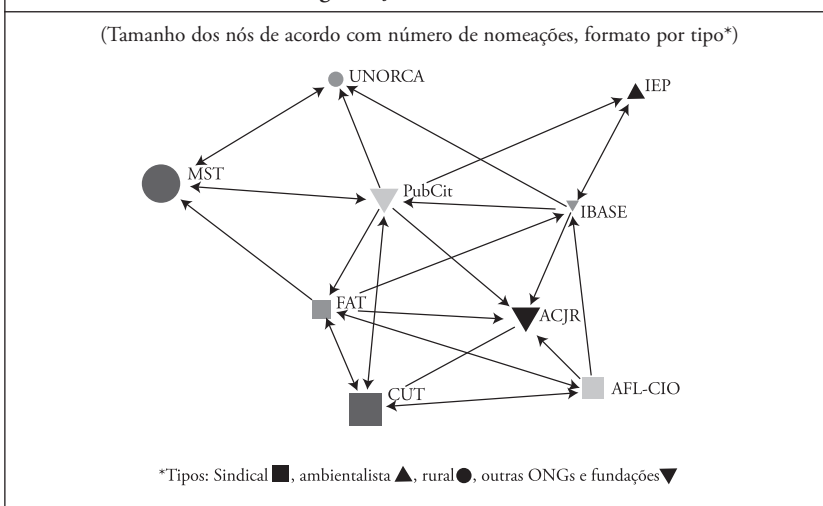 (Tamanho dos nós de acordo com número de nomeações, formato por tipo*)
UNORCA
IEP
MST
PubCit
IBASE
FAT
ACJR
CUT
AFL-CIO
*Tipos: Sindical, ambientalista, rural, outras ONGs e fundações